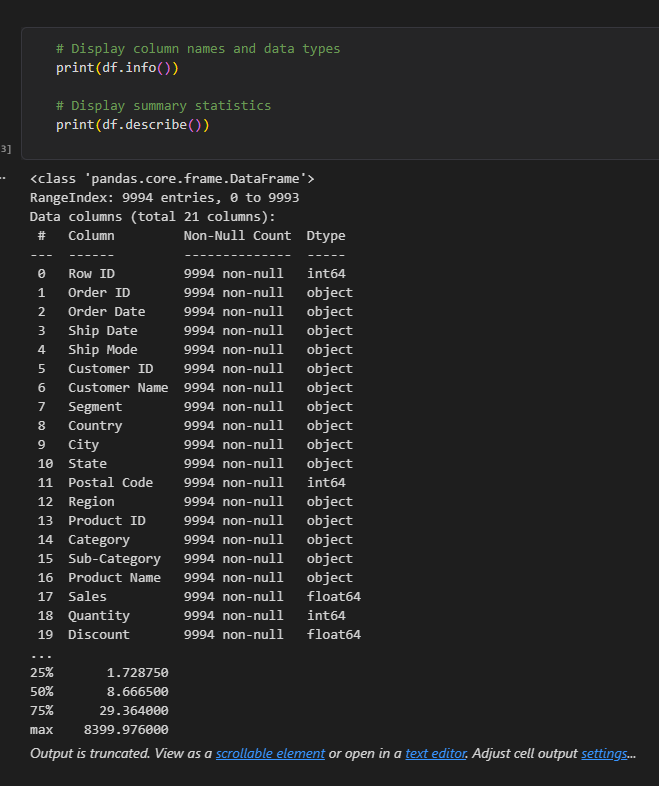 # Display column names and data types
print(df.info())
# Display summary statistics
print(df.describe())
3]
...
<class 'pandas.core.frame.DataFrame'>
RangeIndex: 9994 entries, 0 to 9993
Data columns (total 21 columns):
 #   Column         Non-Null Count  Dtype
---  ------         --------------  -----
 0   Row ID         9994 non-null   int64
 1   Order ID       9994 non-null   object
 2   Order Date     9994 non-null   object
 3   Ship Date      9994 non-null   object
 4   Ship Mode      9994 non-null   object
 5   Customer ID    9994 non-null   object
 6   Customer Name  9994 non-null   object
 7   Segment        9994 non-null   object
 8   Country        9994 non-null   object
 9   City           9994 non-null   object
 10  State          9994 non-null   object
 11  Postal Code    9994 non-null   int64
 12  Region         9994 non-null   object
 13  Product ID     9994 non-null   object
 14  Category       9994 non-null   object
 15  Sub-Category   9994 non-null   object
 16  Product Name   9994 non-null   object
 17  Sales          9994 non-null   float64
 18  Quantity       9994 non-null   int64
 19  Discount       9994 non-null   float64
...
25%       1.728750
50%       8.666500
75%      29.364000
max    8399.976000
Output is truncated. View as a scrollable element or open in a text editor. Adjust cell output settings...